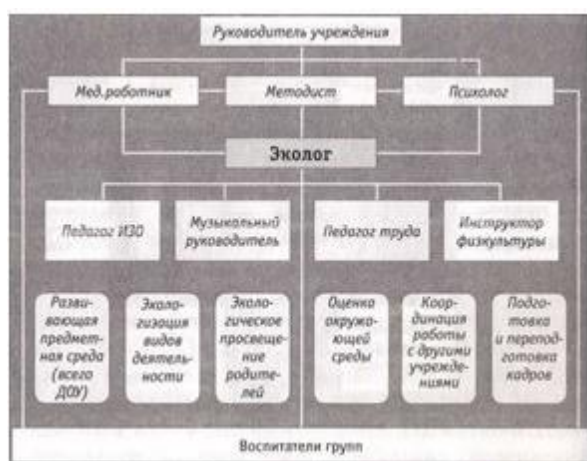 Руководитель учреждения
Мед.работник
Методист
Психолог
Эколог
Педагог ИЗО
Музыкальный
руководитель
Педагог труда
Инструктор
физкультуры
Разви-
вающая
предмет-
ная среда
(всего
ДОУ)
Эколо-
гизация
видов
деятель-
ности
Эколо-
гическое
просвеще-
ние
родите-
лей
Оценка
окружа-
ющей
среды
Коор-
динация
работы
с другими
учрежде-
ниями
Подго-
товка
и перепод-
готовка
кадров
Воспитатели групп